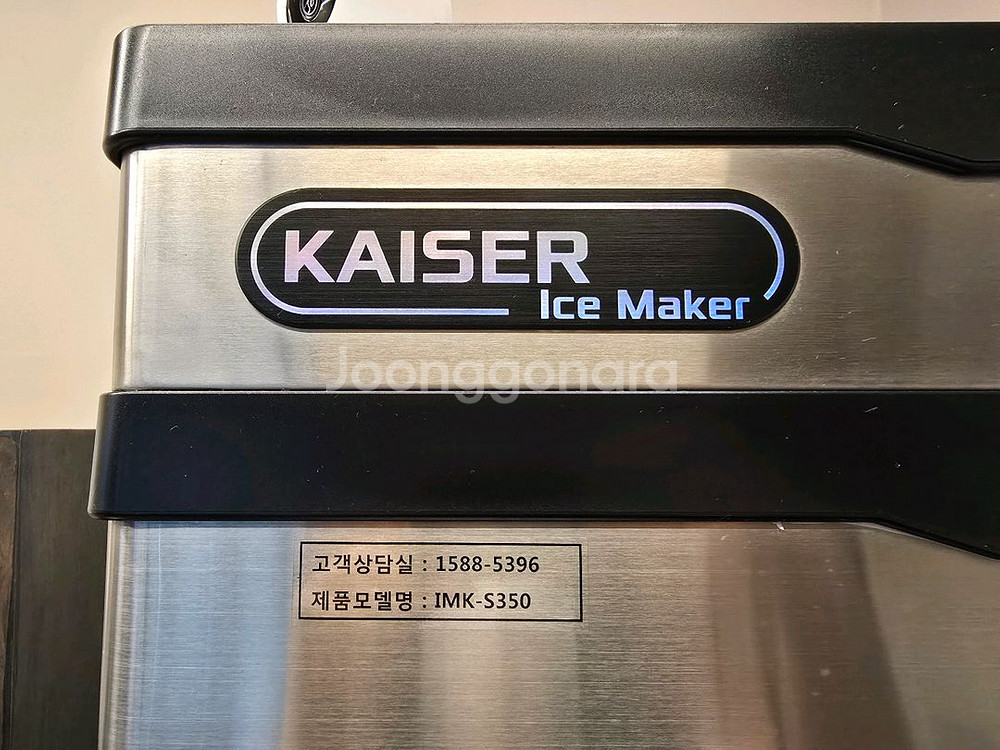 KAISER
Ice Maker
Joonggonara
고객상담실 : 1588-5396
제품모델명 : IMK-S350